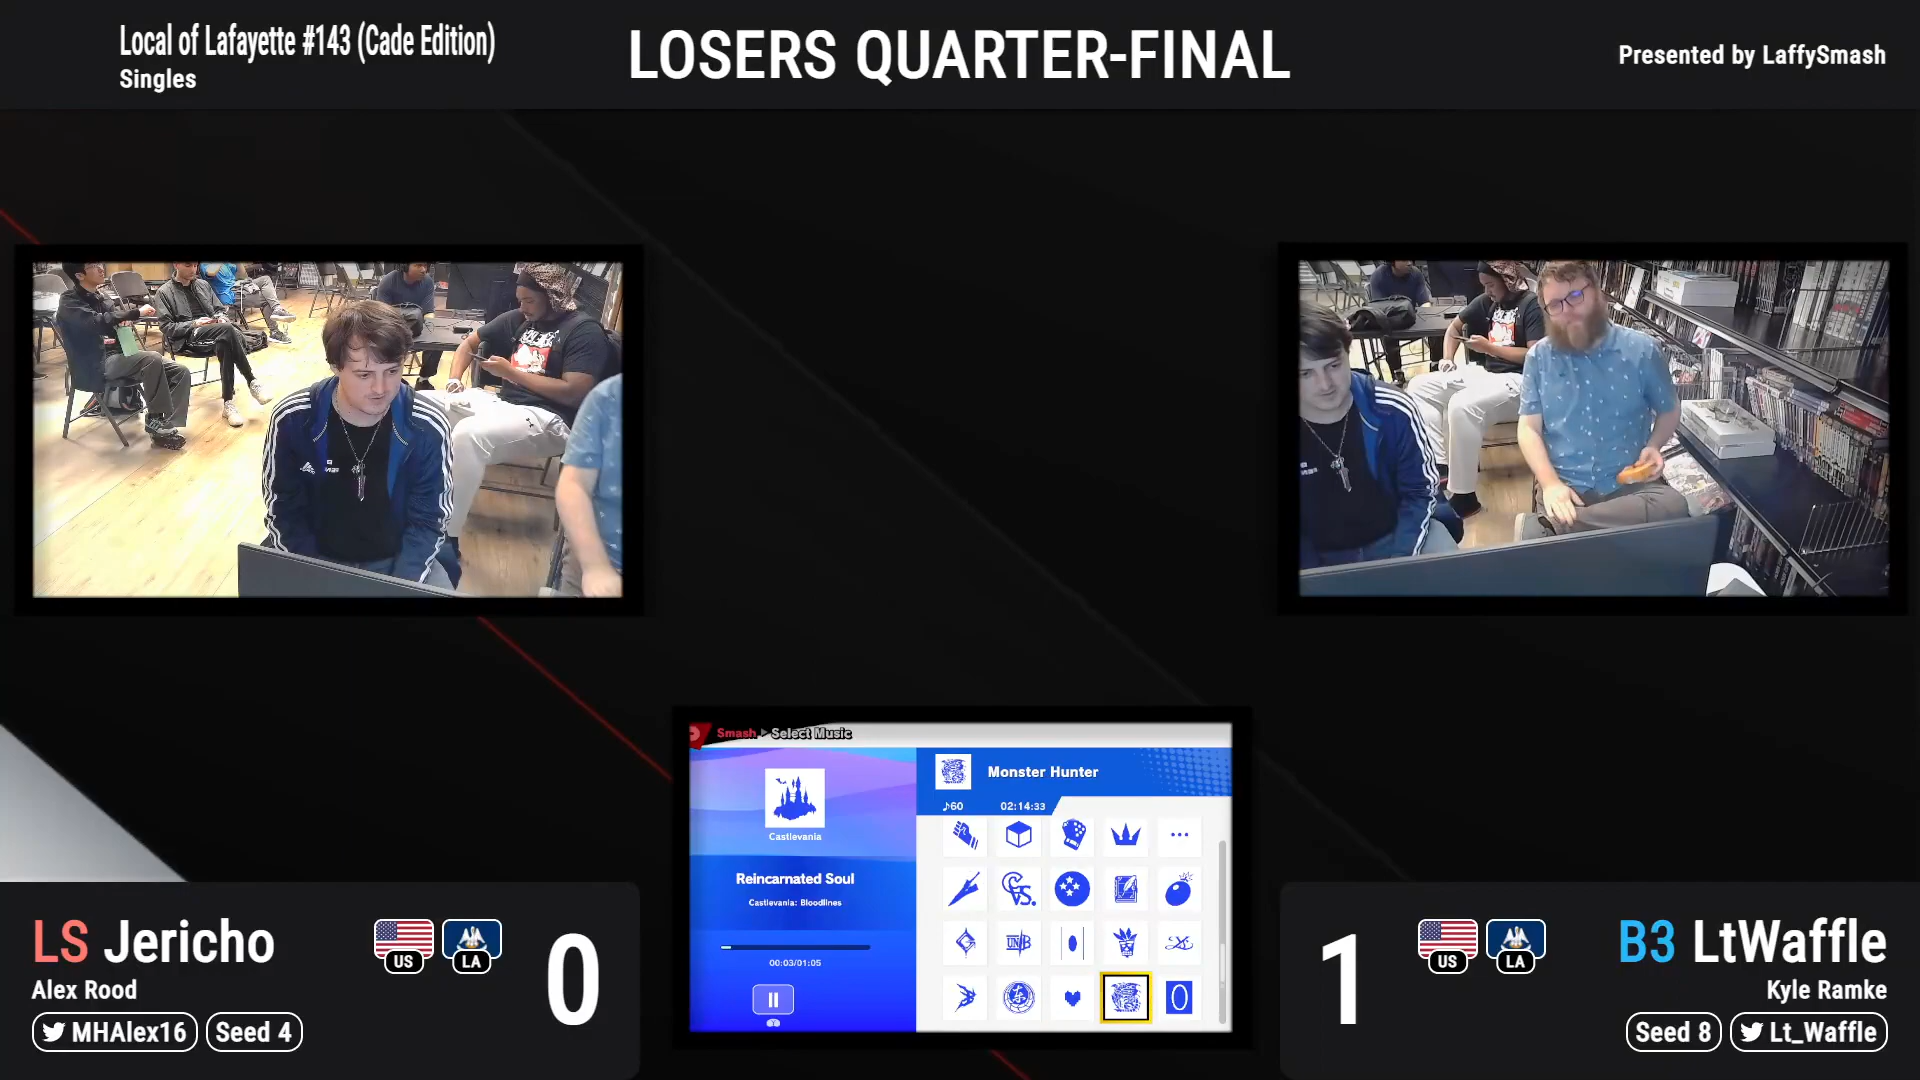 Local of Lafayette #143 (Cade Edition)
Singles
LOSERS QUARTER-FINAL
Presented by LaffySmash
Smash ▸ Select Music
Castlevania
Reincarnated Soul
Castlevania: Bloodlines
00:03/01:05
Monster Hunter
♪60 02:14:33
LS Jericho
US
LA
0
Alex Rood
MHAlex16
Seed 4
1
US
LA
B3 LtWaffle
Kyle Ramke
Seed 8
Lt_Waffle